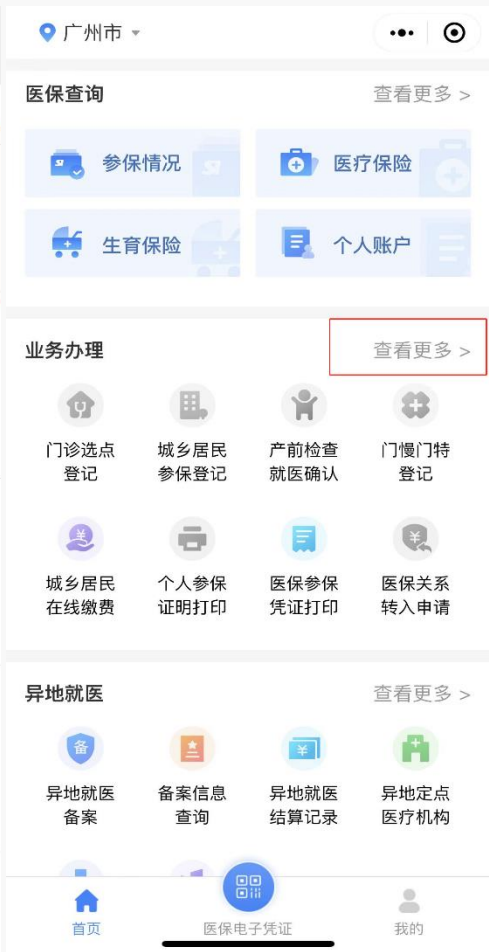 广州市
医保查询 查看更多 >
参保情况 医疗保险
生育保险 个人账户
业务办理 查看更多 >
门诊选点 城乡居民 产前检查 门慢门特
登记 参保登记 就医确认 登记
城乡居民 个人参保 医保参保 医保关系
在线缴费 证明打印 凭证打印 转入申请
异地就医 查看更多 >
备
异地就医 备案信息 异地就医 异地定点
备案 查询 结算记录 医疗机构
首页 医保电子凭证 我的